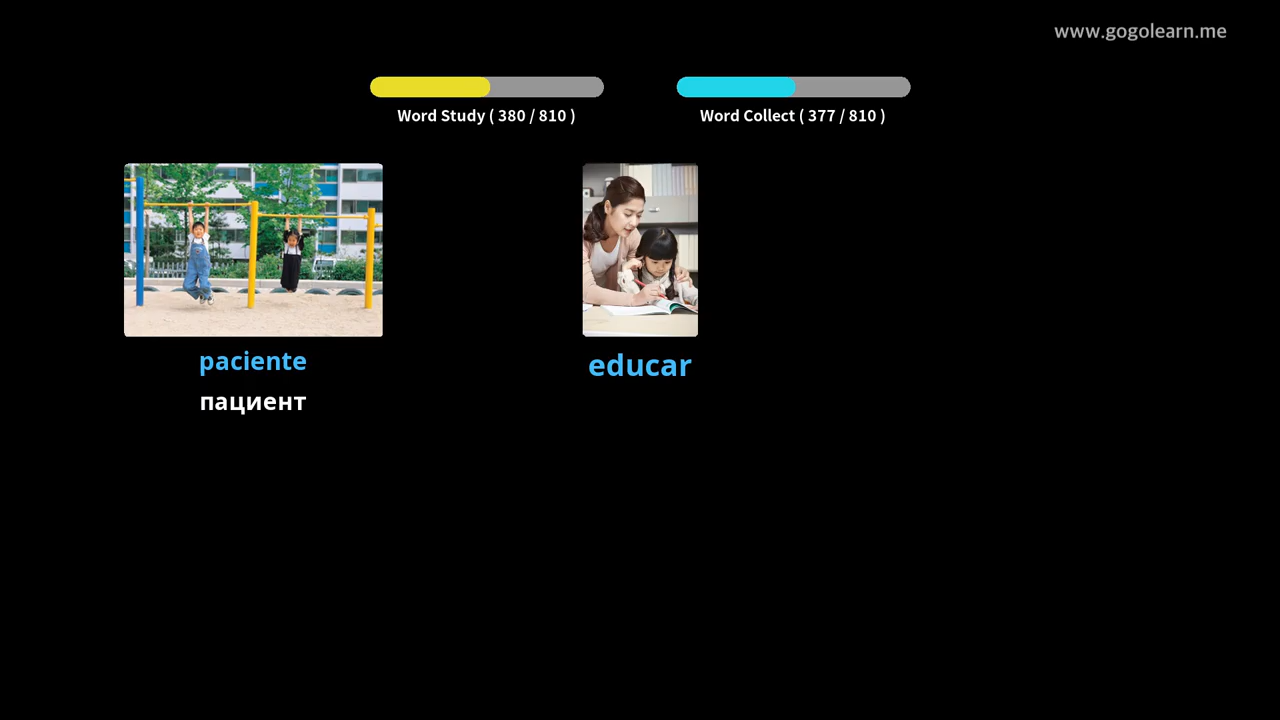 www.gogolearn.me
Word Study ( 380 / 810 )
Word Collect ( 377 / 810 )
paciente
пациент
educar